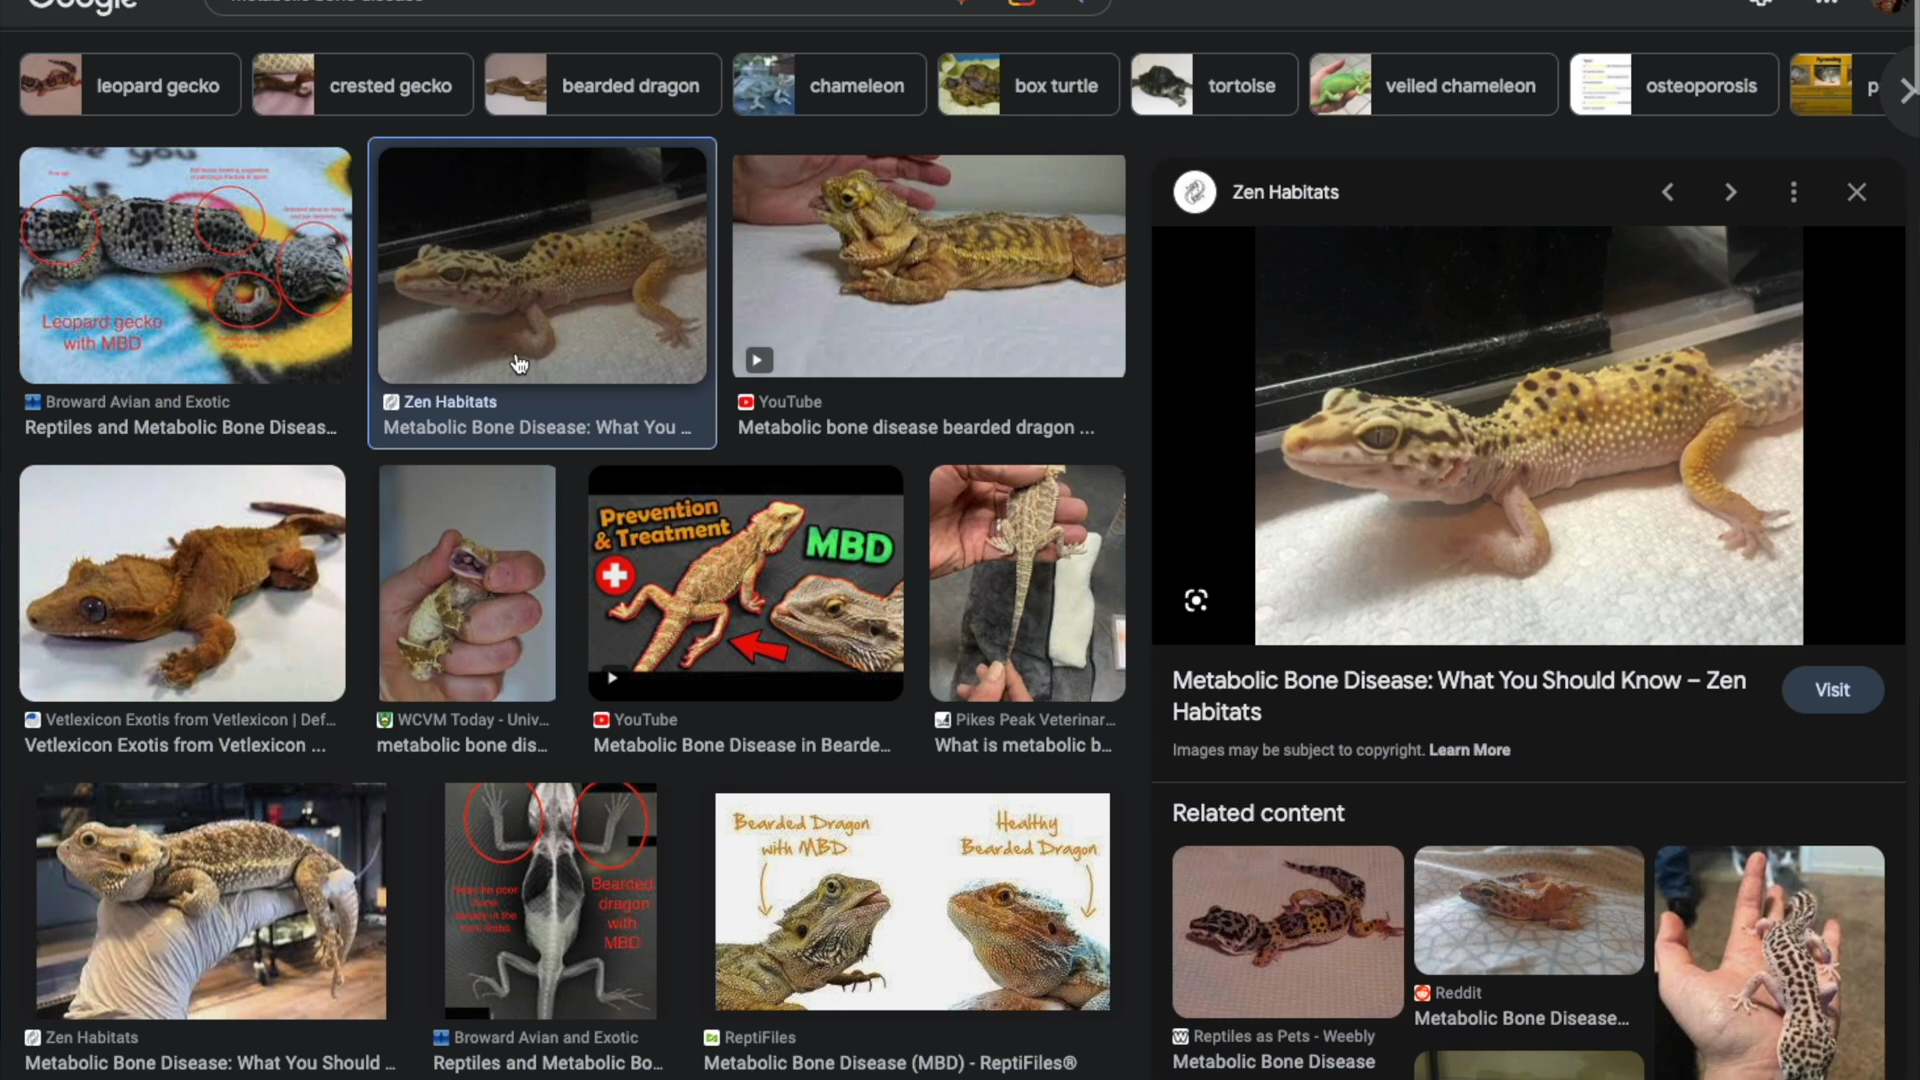 Google
metabolic bone disease
leopard gecko
crested gecko
bearded dragon
chameleon
box turtle
tortoise
veiled chameleon
osteoporosis
p
Leopard gecko
with MBD
Broward Avian and Exotic
Reptiles and Metabolic Bone Diseas...
Zen Habitats
Metabolic Bone Disease: What You ...
YouTube
Metabolic bone disease bearded dragon ...
Zen Habitats
Prevention
& Treatment
MBD
Vetlexicon Exotis from Vetlexicon | Def...
Vetlexicon Exotis from Vetlexicon ...
WCVM Today - Univ...
metabolic bone dis...
YouTube
Metabolic Bone Disease in Bearde...
Pikes Peak Veterinar...
What is metabolic b...
Metabolic Bone Disease: What You Should Know – Zen
Habitats
Visit
Images may be subject to copyright. Learn More
Related content
Bearded
dragon
with
MBD
Bearded Dragon
with MBD
Healthy
Bearded Dragon
Zen Habitats
Metabolic Bone Disease: What You Should ...
Broward Avian and Exotic
Reptiles and Metabolic Bo...
ReptiFiles
Metabolic Bone Disease (MBD) - ReptiFiles®
Reptiles as Pets - Weebly
Metabolic Bone Disease
Reddit
Metabolic Bone Disease...